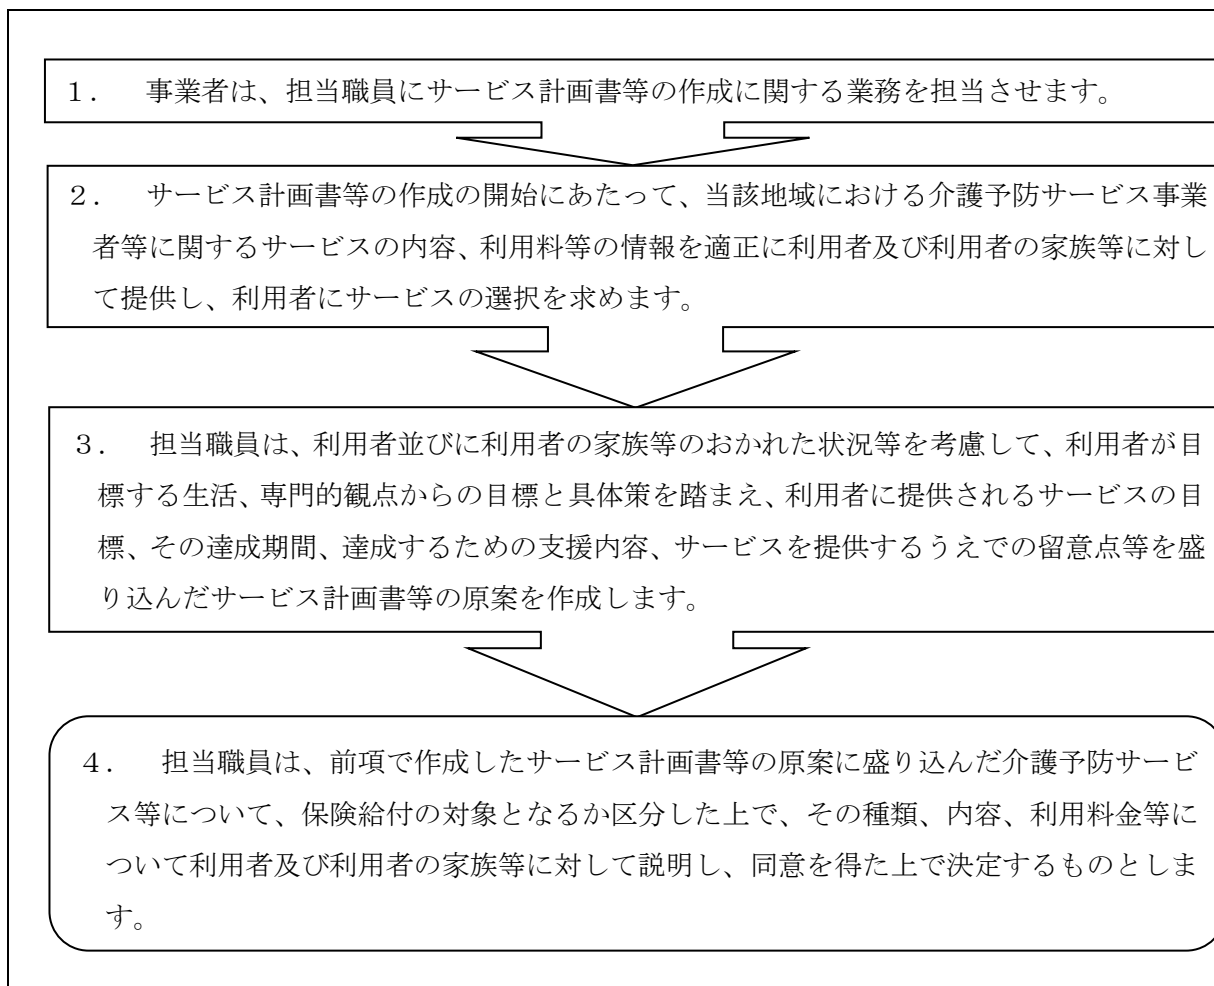 １．　事業者は、担当職員にサービス計画書等の作成に関する業務を担当させます。
２．　サービス計画書等の作成の開始にあたって、当該地域における介護予防サービス事業
者等に関するサービスの内容、利用料等の情報を適正に利用者及び利用者の家族等に対し
て提供し、利用者にサービスの選択を求めます。
３．　担当職員は、利用者並びに利用者の家族等のおかれた状況等を考慮して、利用者が目
標する生活、専門的観点からの目標と具体策を踏まえ、利用者に提供されるサービスの目
標、その達成期間、達成するための支援内容、サービスを提供するうえでの留意点等を盛
り込んだサービス計画書等の原案を作成します。
４．　担当職員は、前項で作成したサービス計画書等の原案に盛り込んだ介護予防サービ
ス等について、保険給付の対象となるか区分した上で、その種類、内容、利用料金等に
ついて利用者及び利用者の家族等に対して説明し、同意を得た上で決定するものとしま
す。